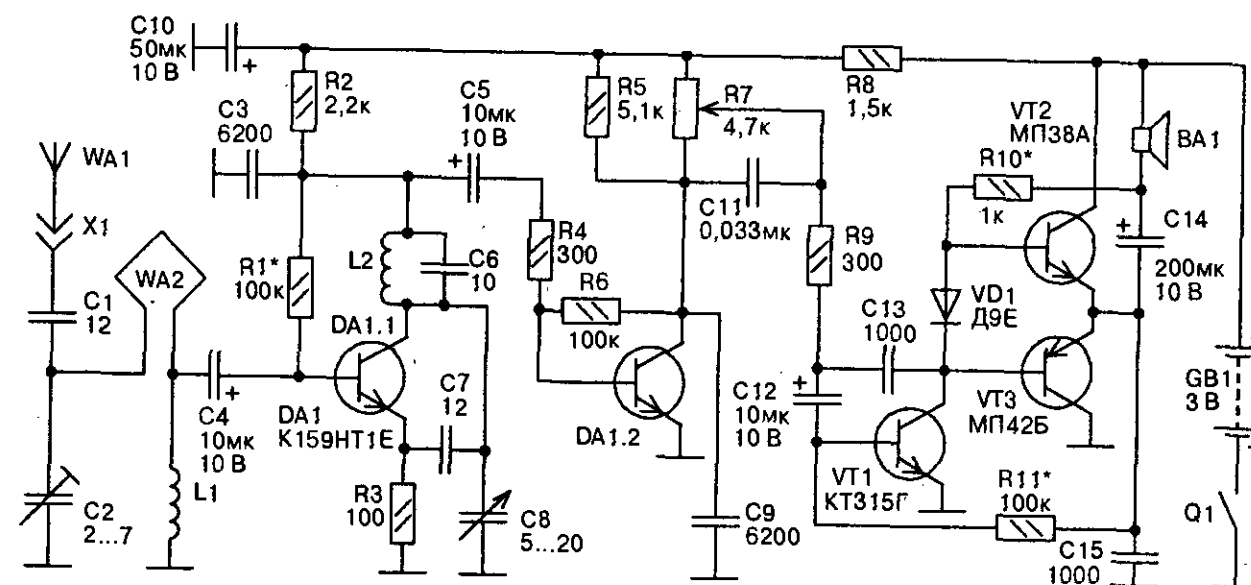 C10
50мк
10 В
+
R2
2,2к
C3
6200
C5
10мк
10 В
+
R5
5,1к
R7
4,7к
R8
1,5к
VT2
МП38А
BA1
WA1
X1
R10*
1к
C11
0,033мк
+
C14
200мк
10 В
R4
300
R9
300
L2
C6
10
R1*
100к
WA2
C1
12
R6
100к
C13
1000
VD1
Д9Е
DA1.1
C7
12
+
C12
10мк
10 В
GB1
3 В
+
C4
10мк
10 В
DA1
К159НТ1Е
DA1.2
VT3
МП42Б
VT1
КТ315Г
R11*
100к
L1
R3
100
C8
5...20
C9
6200
Q1
C2
2...7
C15
1000